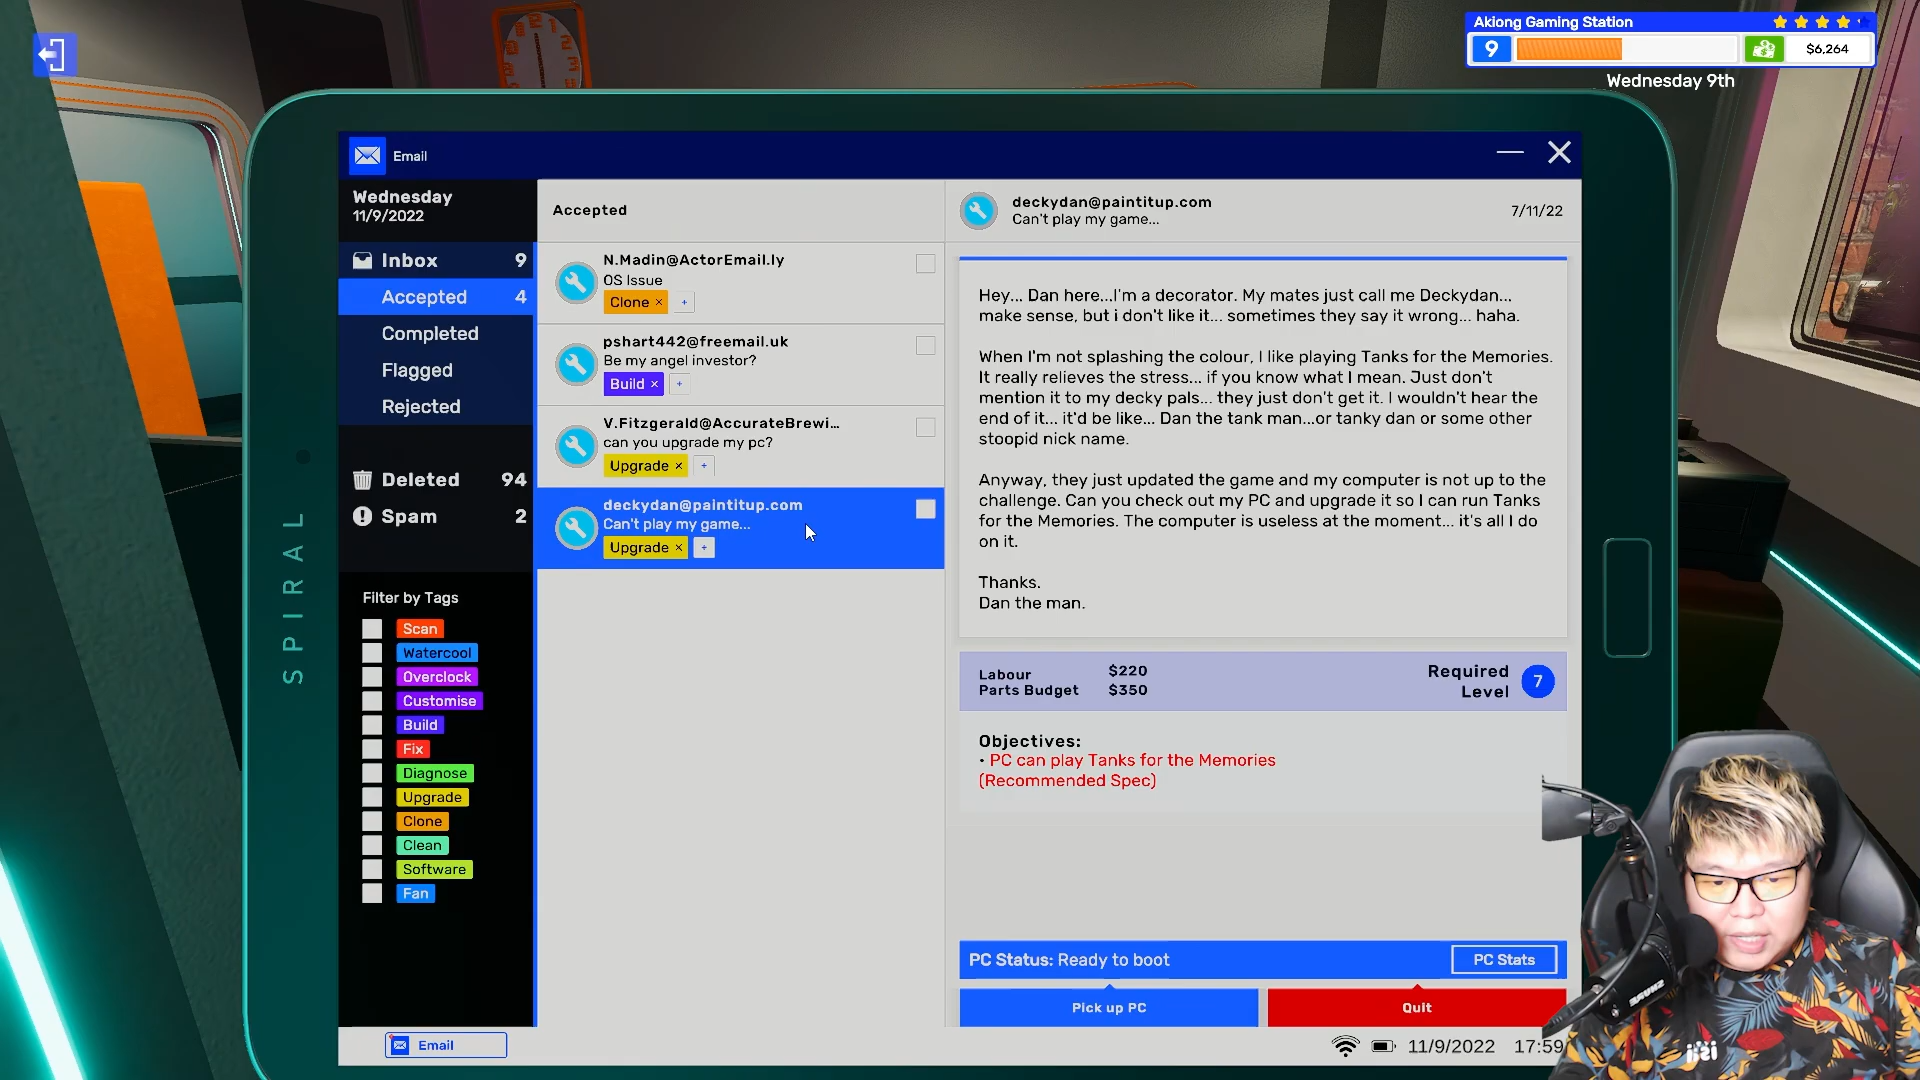 Akiong Gaming Station
9
$6,264
Wednesday 9th
Email
Wednesday
11/9/2022
Inbox 9
Accepted 4
Completed
Flagged
Rejected
Deleted 94
Spam 2
Filter by Tags
Scan
Watercool
Overclock
Customise
Build
Fix
Diagnose
Upgrade
Clone
Clean
Software
Fan
SPIRAL
Accepted
N.Madin@ActorEmail.ly
OS Issue
Clone × +
pshart442@freemail.uk
Be my angel investor?
Build × +
V.Fitzgerald@AccurateBrewi...
can you upgrade my pc?
Upgrade × +
deckydan@paintitup.com
Can't play my game...
Upgrade × +
deckydan@paintitup.com
Can't play my game...
7/11/22
Hey... Dan here...I'm a decorator. My mates just call me Deckydan...
make sense, but i don't like it... sometimes they say it wrong... haha.
When I'm not splashing the colour, I like playing Tanks for the Memories.
It really relieves the stress... if you know what I mean. Just don't
mention it to my decky pals... they just don't get it. I wouldn't hear the
end of it... it'd be like... Dan the tank man...or tanky dan or some other
stoopid nick name.
Anyway, they just updated the game and my computer is not up to the
challenge. Can you check out my PC and upgrade it so I can run Tanks
for the Memories. The computer is useless at the moment... it's all I do
on it.
Thanks.
Dan the man.
Labour $220
Parts Budget $350
Required
Level 7
Objectives:
• PC can play Tanks for the Memories
(Recommended Spec)
PC Status: Ready to boot
PC Stats
Pick up PC
Quit
Email
11/9/2022 17:59
SHURE